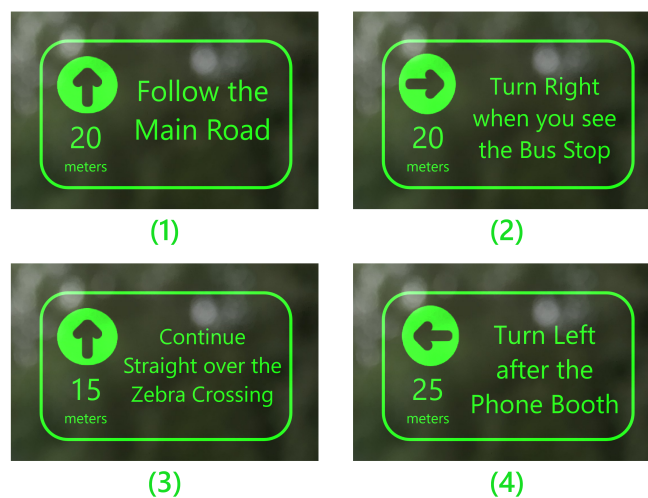 Follow the
Main Road
20
meters
(1)
Turn Right
when you see
the Bus Stop
20
meters
(2)
Continue
Straight over the
Zebra Crossing
15
meters
(3)
Turn Left
after the
Phone Booth
25
meters
(4)